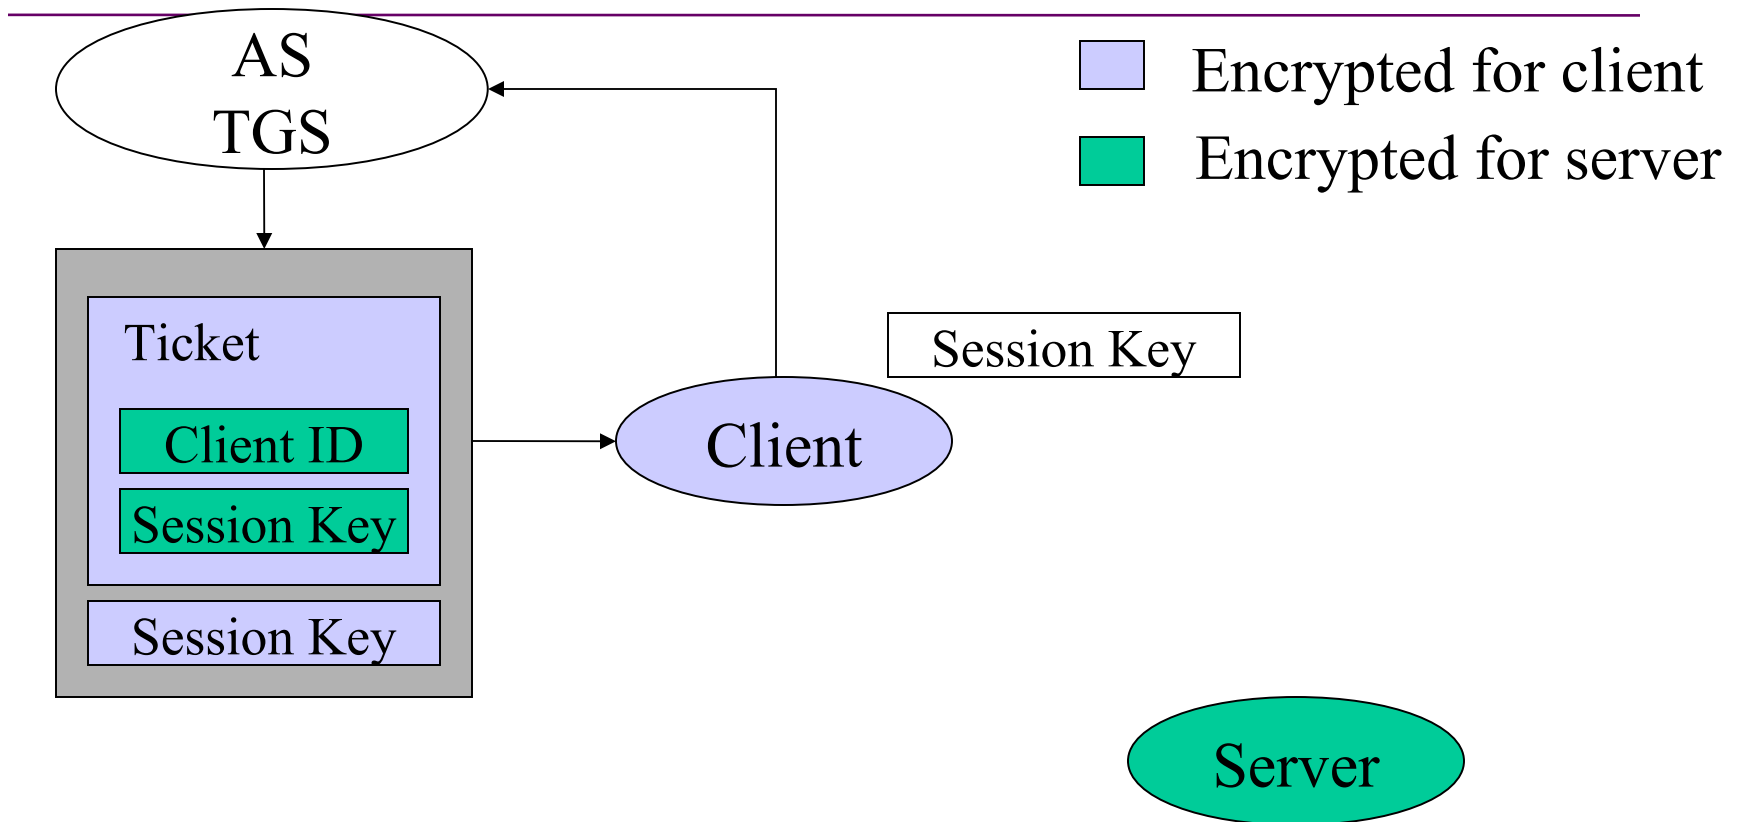 AS
TGS
Encrypted for client
Encrypted for server
Ticket
Client ID
Session Key
Session Key
Session Key
Client
Server